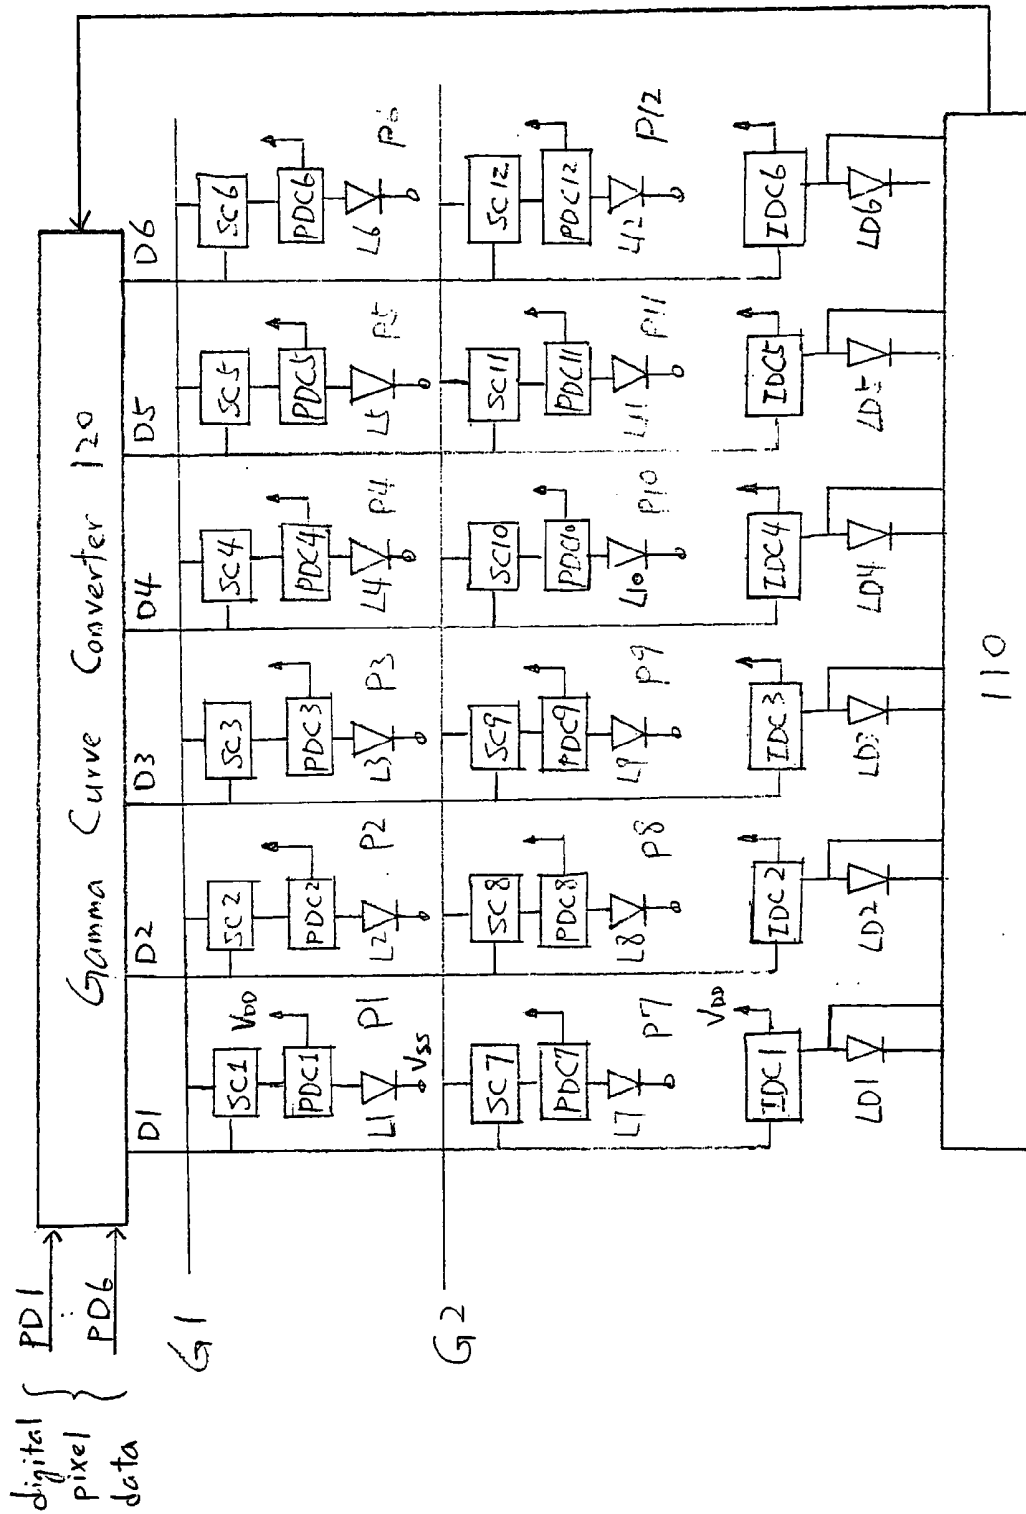 digital
pixel
data
PD1
PD6
Gamma Curve Converter 120
D1 D2 D3 D4 D5 D6
G1
SC1 SC2 SC3 SC4 SC5 SC6
VDD
PDC1 PDC2 PDC3 PDC4 PDC5 PDC6
L1 L2 L3 L4 L5 L6
P1 P2 P3 P4 P5 P6
VSS
G2
SC7 SC8 SC9 SC10 SC11 SC12
PDC7 PDC8 PDC9 PDC10 PDC11 PDC12
L7 L8 L9 L10 L11 L12
P7 P8 P9 P10 P11 P12
VDD
IDC1 IDC2 IDC3 IDC4 IDC5 IDC6
LD1 LD2 LD3 LD4 LD5 LD6
110